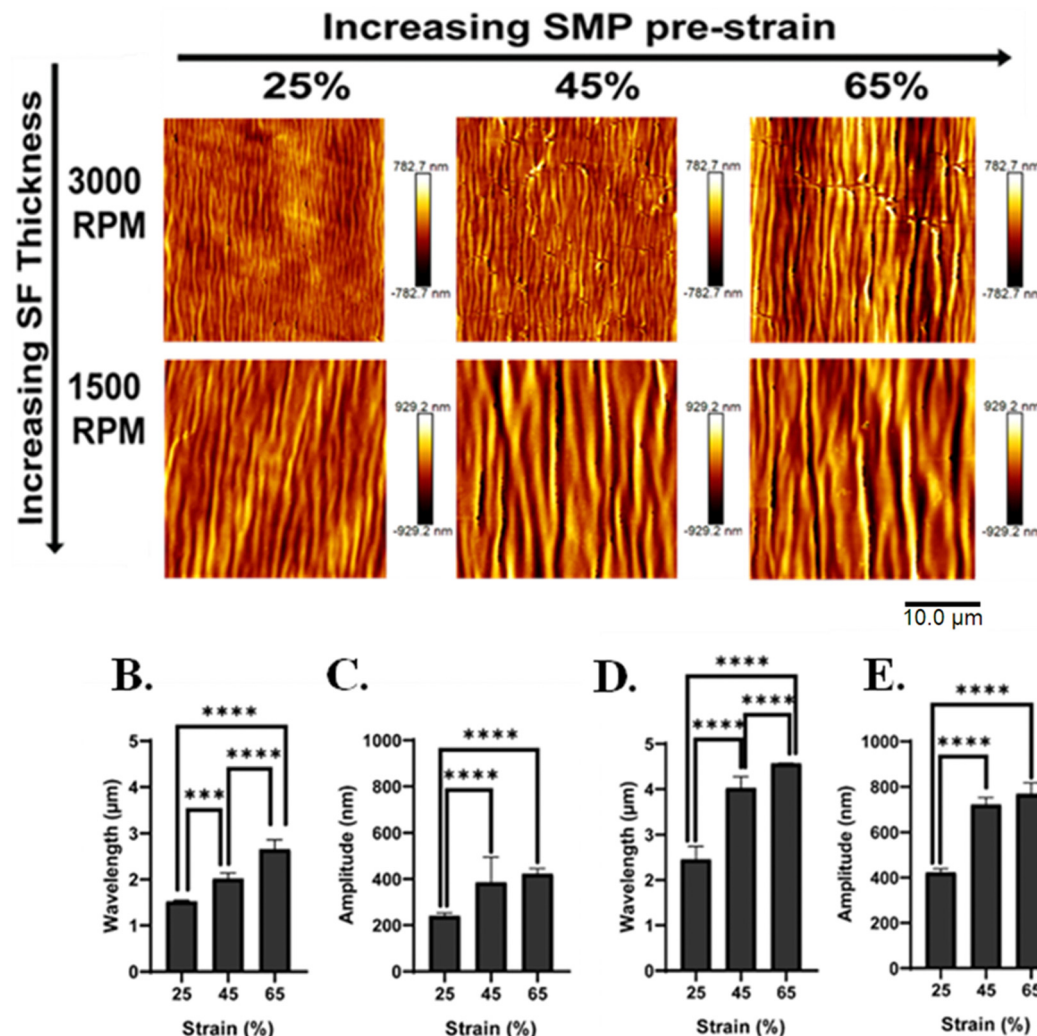 Increasing SMP pre-strain
25% 45% 65%
Increasing SF Thickness
3000
RPM
782.7 nm
-782.7 nm
782.7 nm
-782.7 nm
782.7 nm
-782.7 nm
1500
RPM
929.2 nm
-929.2 nm
929.2 nm
-929.2 nm
929.2 nm
-929.2 nm
10.0 µm
B.
****
***
****
Wavelength (µm)
5
4
3
2
1
0
25 45 65
Strain (%)
C.
****
****
Amplitude (nm)
1000
800
600
400
200
0
25 45 65
Strain (%)
D.
****
****
****
Wavelength (µm)
5
4
3
2
1
0
25 45 65
Strain (%)
E.
****
****
Amplitude (nm)
1000
800
600
400
200
0
25 45 65
Strain (%)